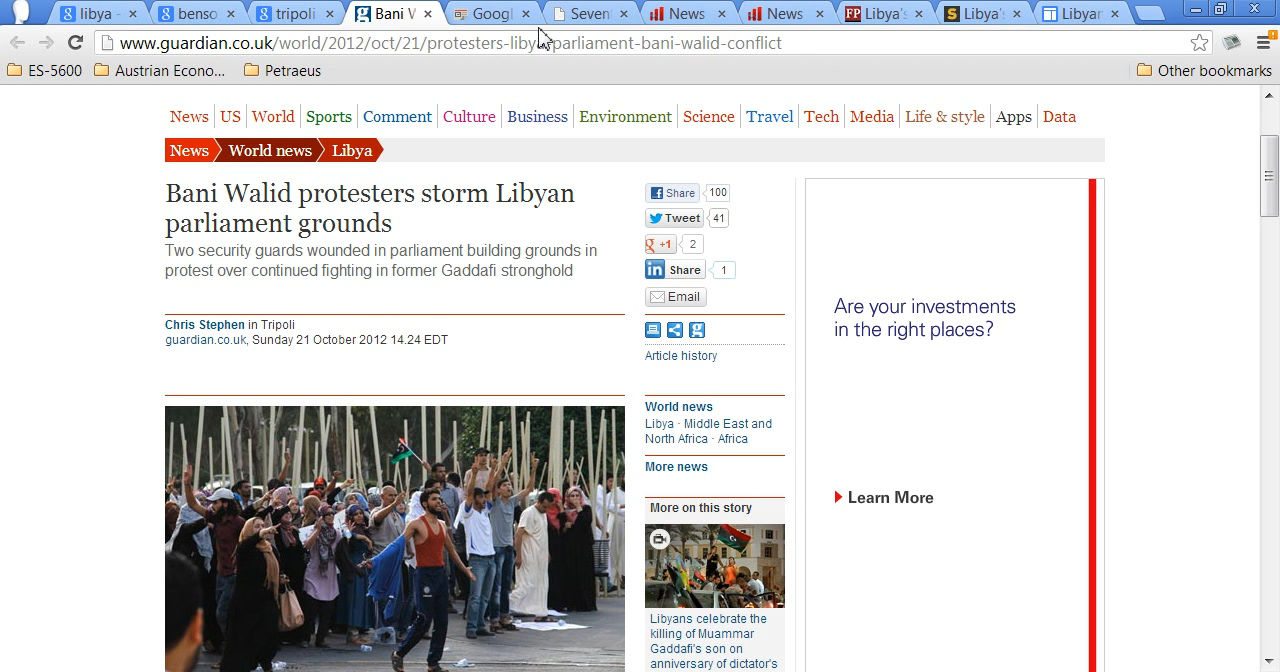 libya -
benso
tripoli
Bani W
Googl
Seven
News
News
FP Libya's
S Libya's
Libyar
www.guardian.co.uk/world/2012/oct/21/protesters-liby parliament-bani-walid-conflict
ES-5600
Austrian Econo...
Petraeus
Other bookmarks
News
US
World
Sports
Comment
Culture
Business
Environment
Science
Travel
Tech
Media
Life & style
Apps
Data
News
World news
Libya
Bani Walid protesters storm Libyan
parliament grounds
Two security guards wounded in parliament building grounds in
protest over continued fighting in former Gaddafi stronghold
Chris Stephen in Tripoli
guardian.co.uk, Sunday 21 October 2012 14.24 EDT
Share 100
Tweet 41
+1 2
in Share 1
Email
Article history
World news
Libya · Middle East and
North Africa · Africa
More news
More on this story
Libyans celebrate the
killing of Muammar
Gaddafi's son on
anniversary of dictator's
Are your investments
in the right places?
Learn More